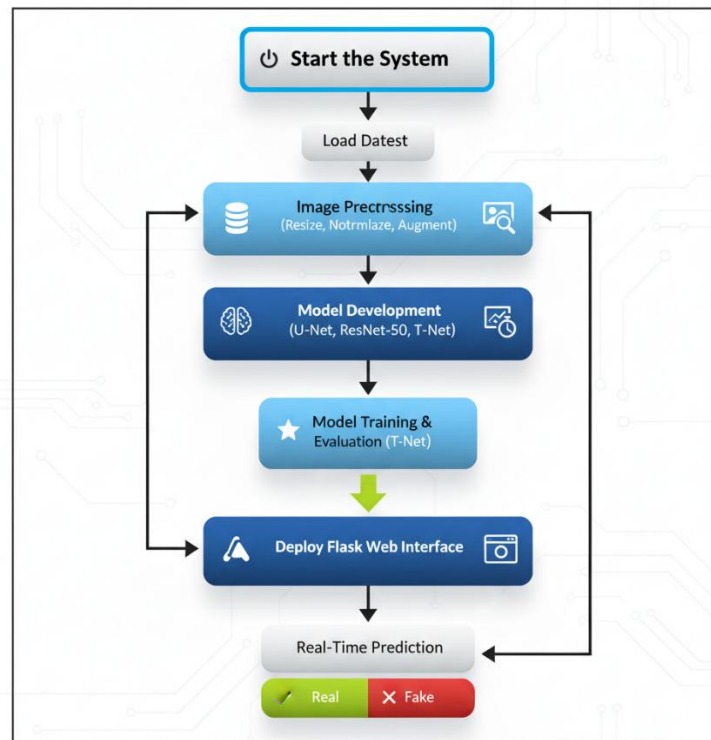 Start the System
Load Datest
Image Prectrsssing
(Resize, Notrmlaze, Augment)
Model Development
(U-Net, ResNet-50, T-Net)
Model Training &
Evaluation (T-Net)
Deploy Flask Web Interface
Real-Time Prediction
Real
Fake